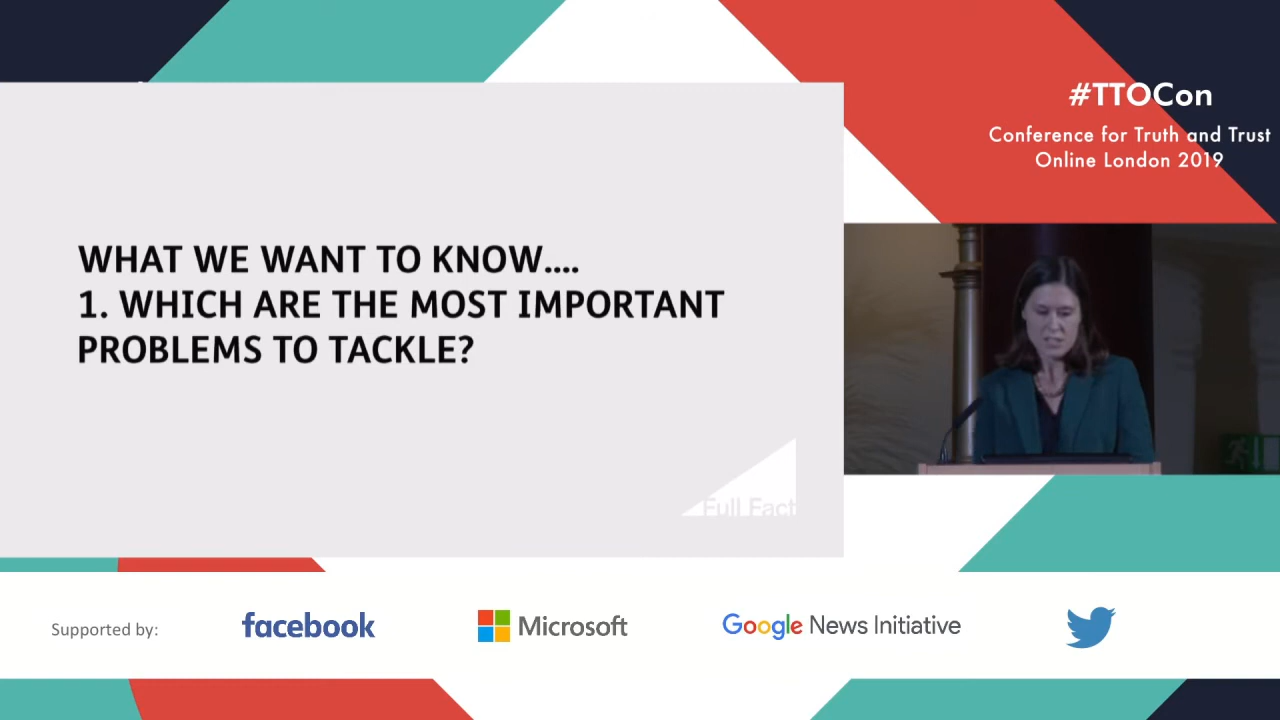 #TTOCon
Conference for Truth and Trust
Online London 2019
WHAT WE WANT TO KNOW....
1. WHICH ARE THE MOST IMPORTANT
PROBLEMS TO TACKLE?
Full Fact
Supported by:
facebook
Microsoft
Google News Initiative